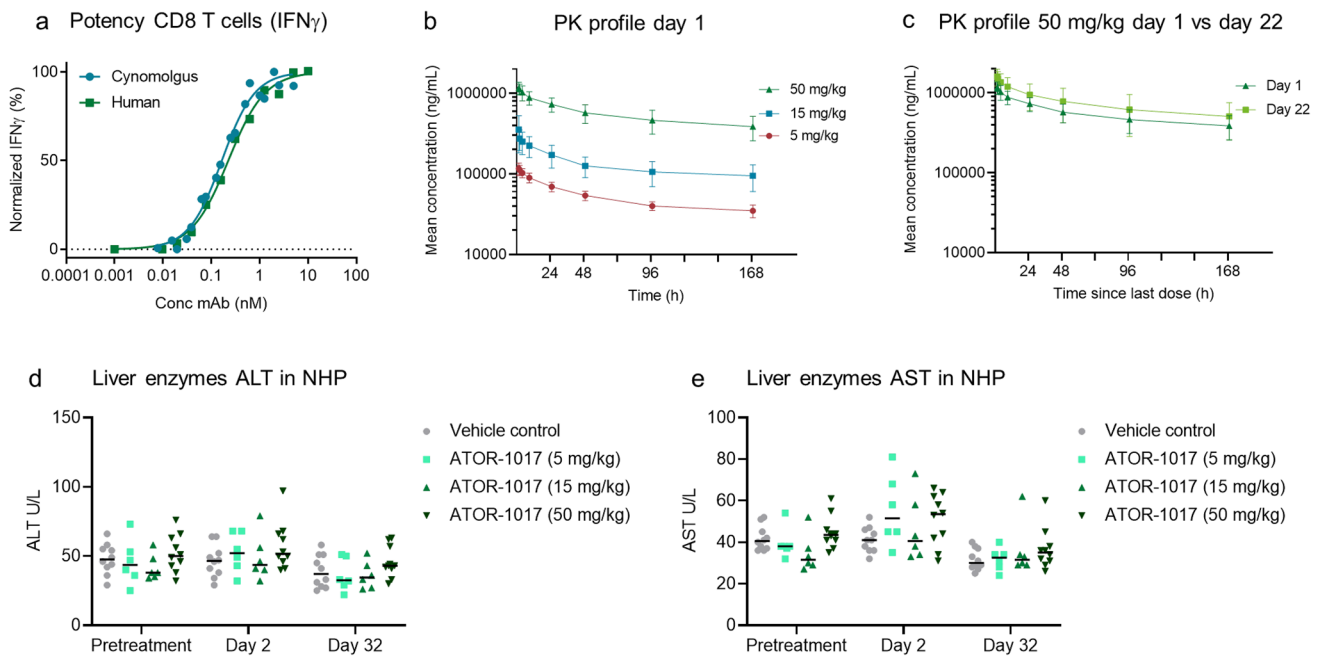 a Potency CD8 T cells (IFNγ)
Normalized IFNγ (%)
100
50
0
Cynomolgus
Human
0.0001 0.001 0.01 0.1 1 10 100
Conc mAb (nM)
b PK profile day 1
Mean concentration (ng/mL)
1000000
100000
10000
50 mg/kg
15 mg/kg
5 mg/kg
24 48 96 168
Time (h)
c PK profile 50 mg/kg day 1 vs day 22
Mean concentration (ng/mL)
1000000
100000
10000
Day 1
Day 22
24 48 96 168
Time since last dose (h)
d Liver enzymes ALT in NHP
ALT U/L
150
100
50
0
Pretreatment Day 2 Day 32
Vehicle control
ATOR-1017 (5 mg/kg)
ATOR-1017 (15 mg/kg)
ATOR-1017 (50 mg/kg)
e Liver enzymes AST in NHP
AST U/L
100
80
60
40
20
0
Pretreatment Day 2 Day 32
Vehicle control
ATOR-1017 (5 mg/kg)
ATOR-1017 (15 mg/kg)
ATOR-1017 (50 mg/kg)